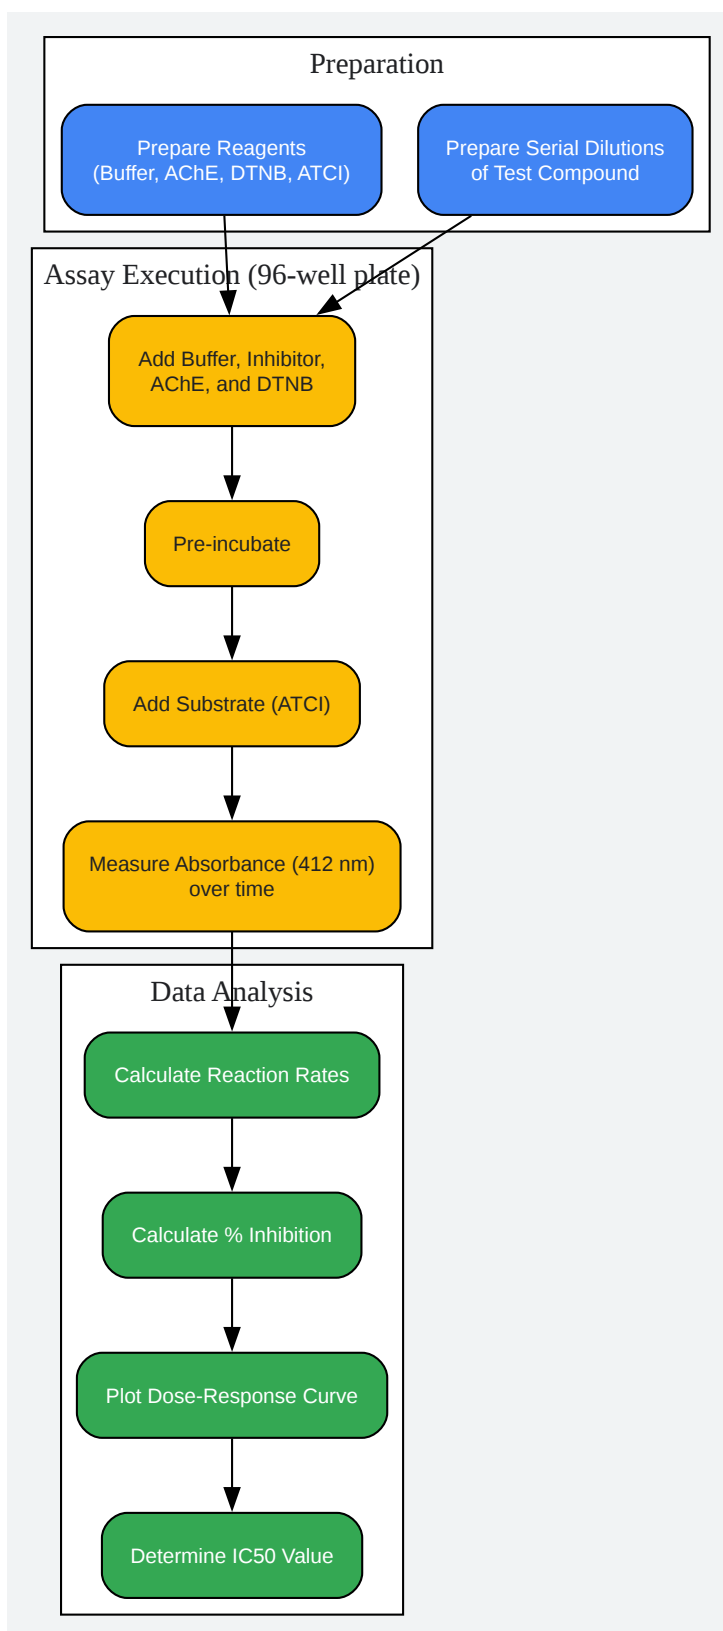 Preparation
Prepare Reagents
(Buffer, AChE, DTNB, ATCI)
Prepare Serial Dilutions
of Test Compound
Assay Execution (96-well plate)
Add Buffer, Inhibitor,
AChE, and DTNB
Pre-incubate
Add Substrate (ATCI)
Measure Absorbance (412 nm)
over time
Data Analysis
Calculate Reaction Rates
Calculate % Inhibition
Plot Dose-Response Curve
Determine IC50 Value